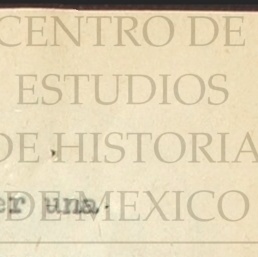 CENTRO DE
ESTUDIOS
DE HISTORIA
er una
DE MEXICO